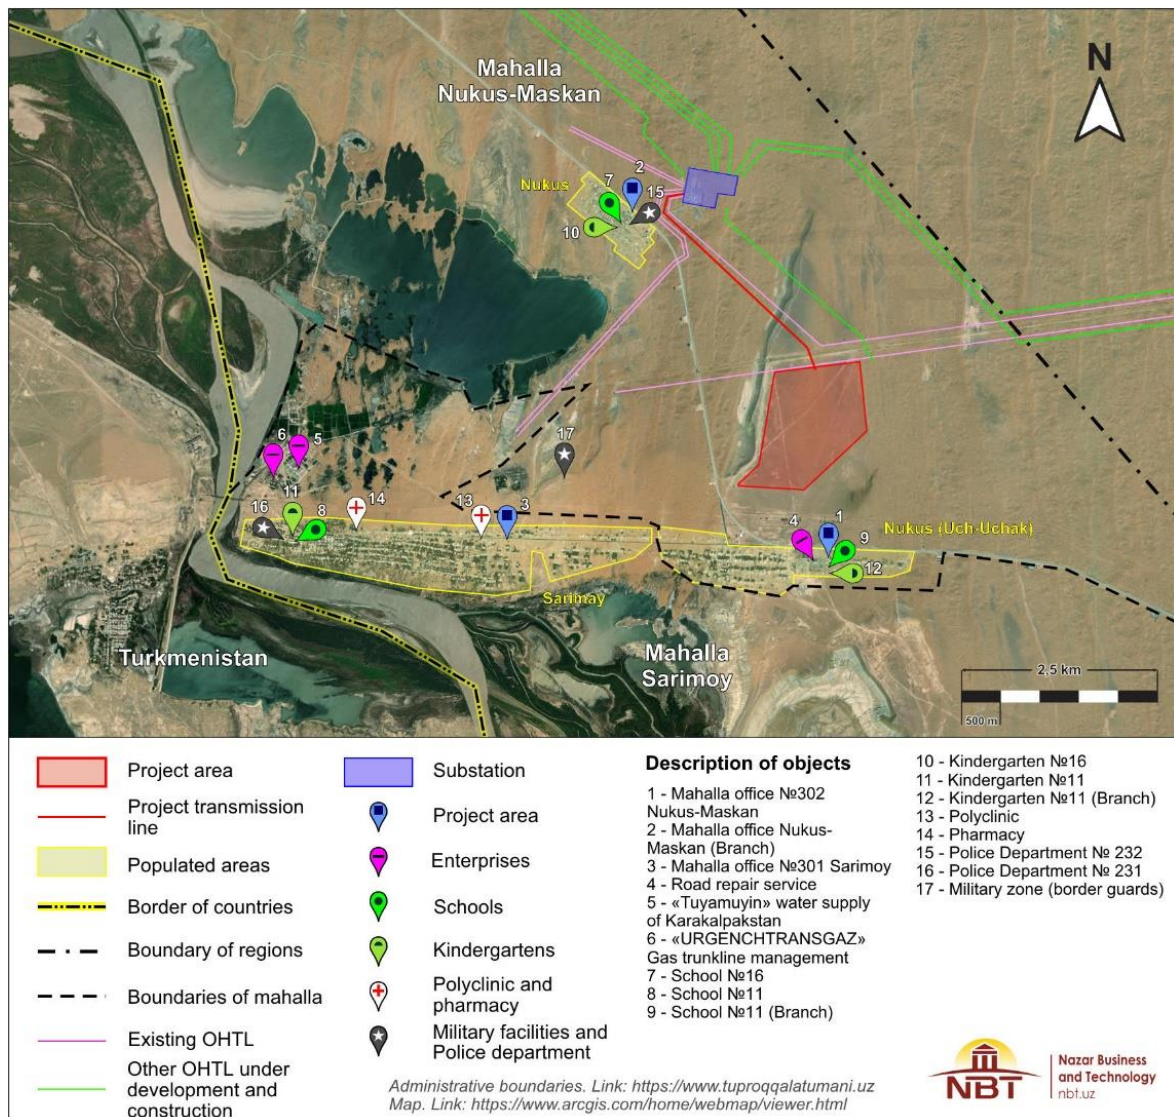 Mahalla
Nukus-Maskan
N
Nukus
2
7
15
10
6
5
17
16
11
8
14
13
3
4
1
9
12
Nukus (Uch-Uchak)
Sarimay
Turkmenistan
Mahalla
Sarimoy
2,5 km
500 m
Project area
Project transmission
line
Populated areas
Border of countries
Boundary of regions
Boundaries of mahalla
Existing OHTL
Other OHTL under
development and
construction
Substation
Project area
Enterprises
Schools
Kindergartens
Polyclinic and
pharmacy
Military facilities and
Police department
Description of objects
1 - Mahalla office №302
Nukus-Maskan
2 - Mahalla office Nukus-
Maskan (Branch)
3 - Mahalla office №301 Sarimoy
4 - Road repair service
5 - «Tuyamuyin» water supply
of Karakalpakstan
6 - «URGENCHTRANSGAZ»
Gas trunkline management
7 - School №16
8 - School №11
9 - School №11 (Branch)
10 - Kindergarten №16
11 - Kindergarten №11
12 - Kindergarten №11 (Branch)
13 - Polyclinic
14 - Pharmacy
15 - Police Department № 232
16 - Police Department № 231
17 - Military zone (border guards)
Administrative boundaries. Link: https://www.tuproqqalatumani.uz
Map. Link: https://www.arcgis.com/home/webmap/viewer.html
NBT
Nazar Business
and Technology
nbt.uz